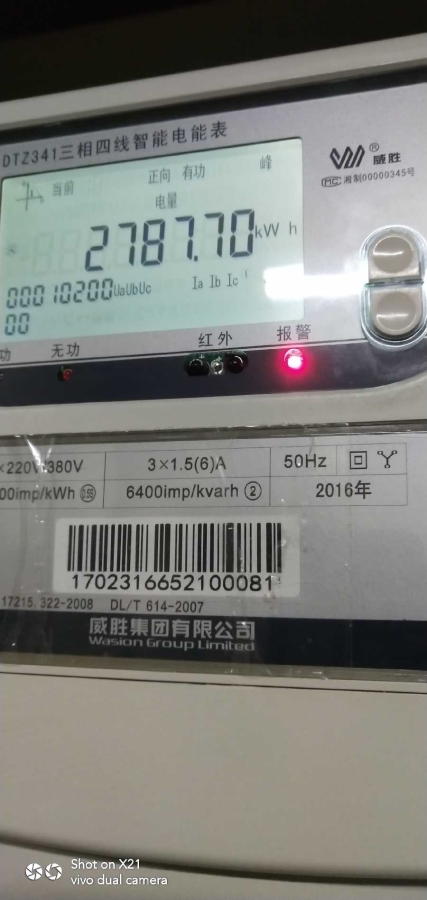 DTZ341三相四线智能电能表
威胜®
MC 湘制00000345号
当前 正向 有功 峰
电量
2787.70kWh
00010200UaUbUc Ia Ib Ic
00
功 无功 红外 报警
×220V/380V 3×1.5(6)A 50Hz
00imp/kWh 6400imp/kvarh ② 2016年
1702316652100081
17215.322-2008 DL/T 614-2007
威胜集团有限公司
Wasion Group Limited
Shot on X21
vivo dual camera